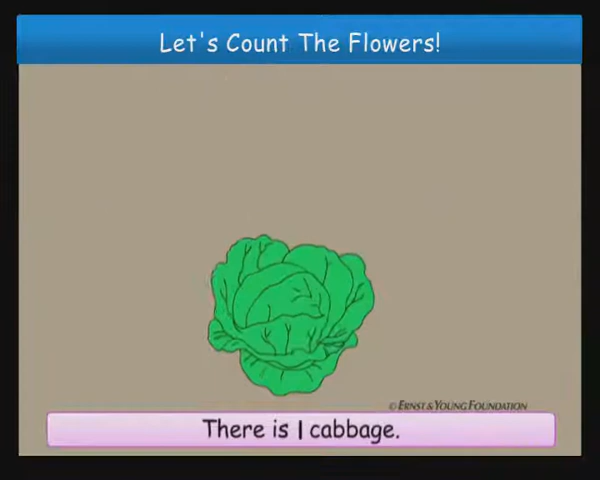 Let's Count The Flowers!
© ERNST & YOUNG FOUNDATION
There is 1 cabbage.